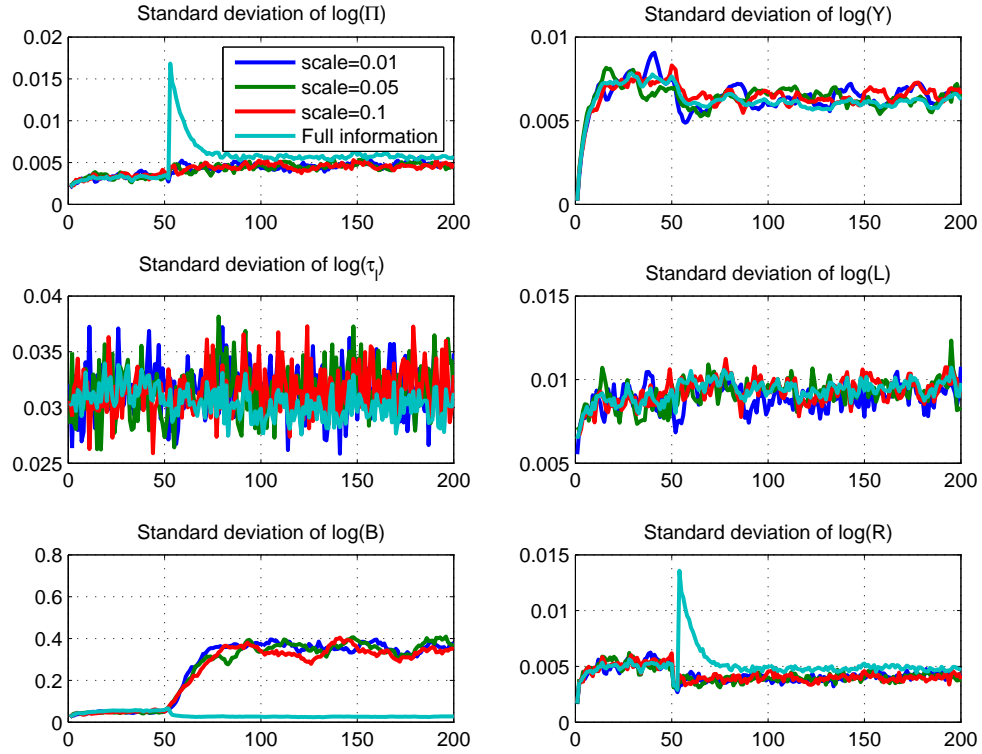 Standard deviation of log(Π)
0.02
0.015
0.01
0.005
0
0 50 100 150 200
scale=0.01
scale=0.05
scale=0.1
Full information
Standard deviation of log(Y)
0.01
0.005
0
0 50 100 150 200
Standard deviation of log(τ_l)
0.04
0.035
0.03
0.025
0 50 100 150 200
Standard deviation of log(L)
0.015
0.01
0.005
0 50 100 150 200
Standard deviation of log(B)
0.8
0.6
0.4
0.2
0
0 50 100 150 200
Standard deviation of log(R)
0.015
0.01
0.005
0
0 50 100 150 200